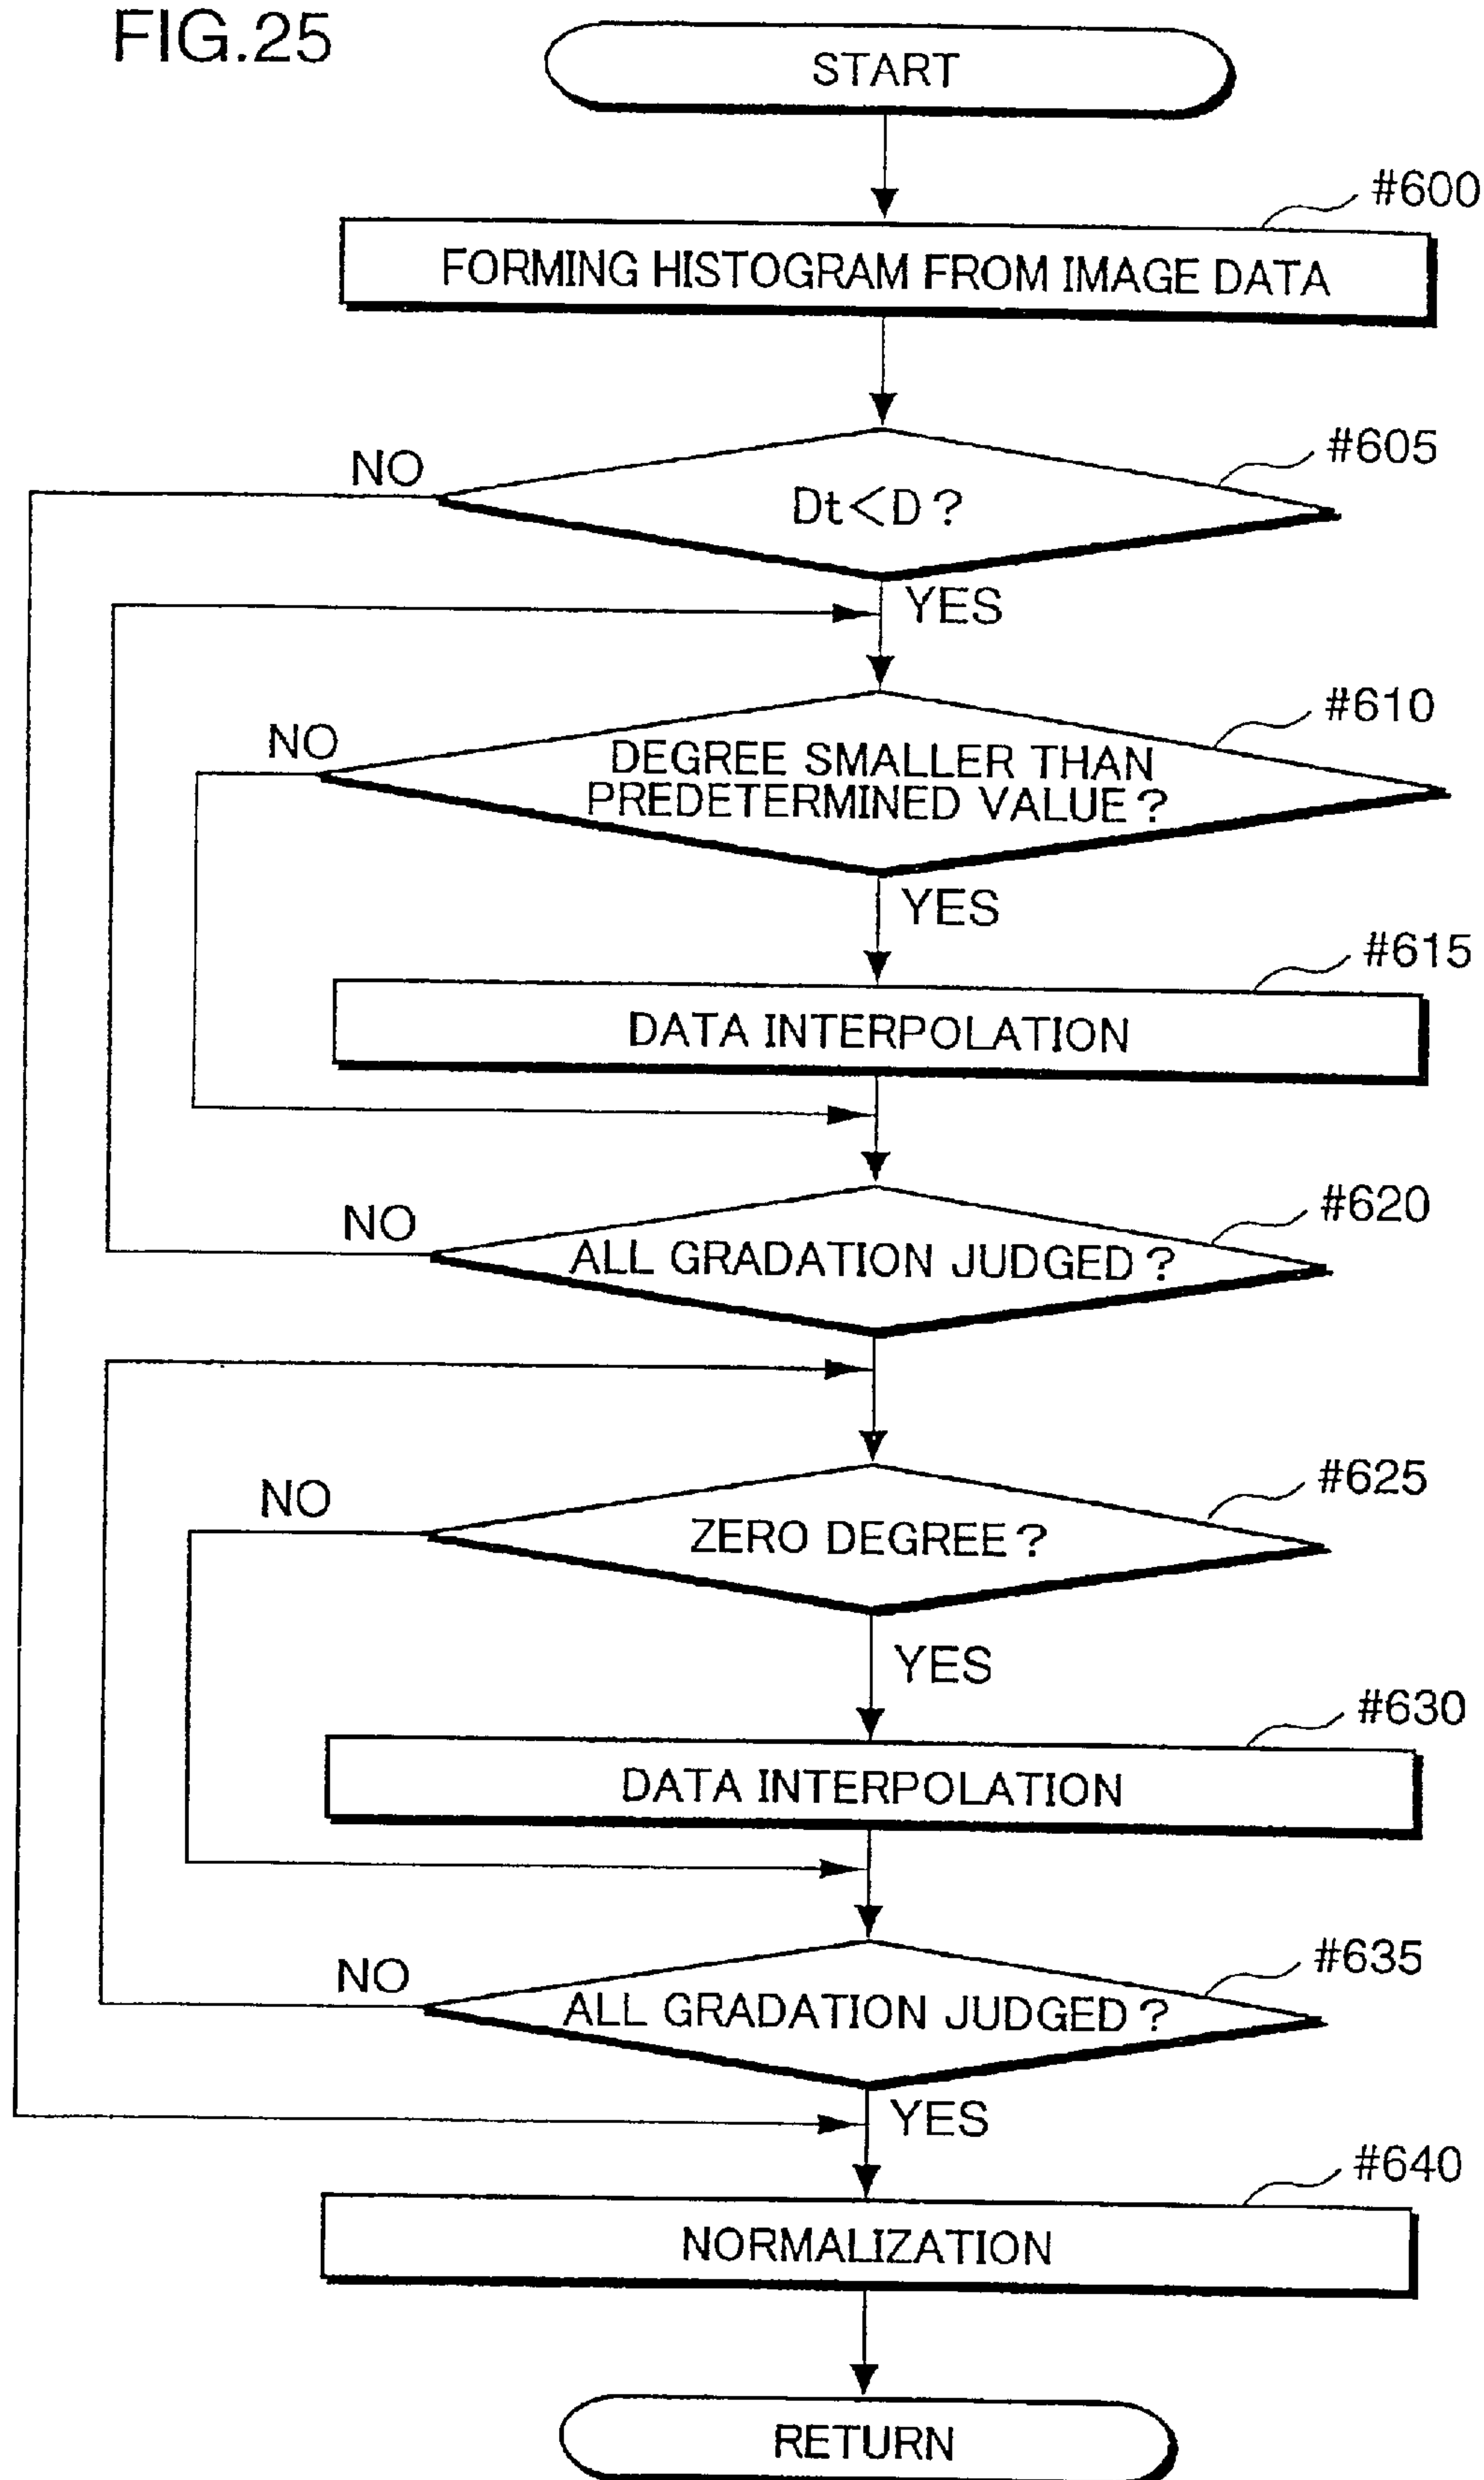 FIG.25
START
#600
FORMING HISTOGRAM FROM IMAGE DATA
#605
NO
Dt<D?
YES
#610
NO
DEGREE SMALLER THAN
PREDETERMINED VALUE?
YES
#615
DATA INTERPOLATION
#620
NO
ALL GRADATION JUDGED?
#625
NO
ZERO DEGREE?
YES
#630
DATA INTERPOLATION
#635
NO
ALL GRADATION JUDGED?
YES
#640
NORMALIZATION
RETURN